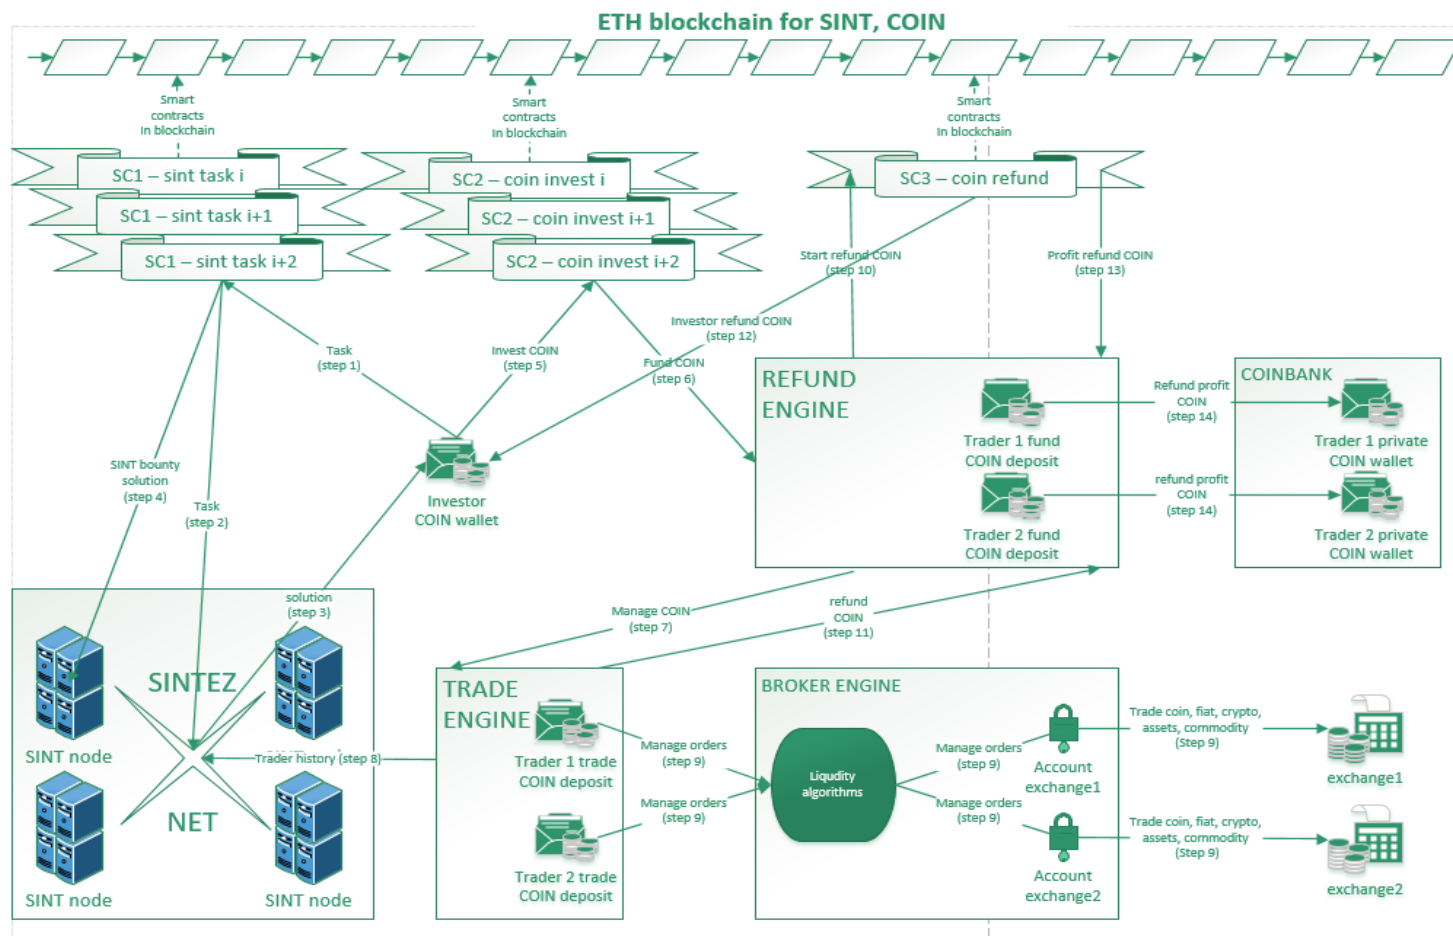 ETH blockchain for SINT, COIN
Smart
contracts
In blockchain
Smart
contracts
In blockchain
Smart
contracts
In blockchain
SC1 – sint task i
SC1 – sint task i+1
SC1 – sint task i+2
SC2 – coin invest i
SC2 – coin invest i+1
SC2 – coin invest i+2
SC3 – coin refund
Start refund COIN
(step 10)
Profit refund COIN
(step 13)
Investor refund COIN
(step 12)
Task
(step 1)
Invest COIN
(step 5)
Fund COIN
(step 6)
SINT bounty
solution
(step 4)
Task
(step 2)
Investor
COIN wallet
REFUND
ENGINE
Trader 1 fund
COIN deposit
Trader 2 fund
COIN deposit
Refund profit
COIN
(step 14)
refund profit
COIN
(step 14)
COINBANK
Trader 1 private
COIN wallet
Trader 2 private
COIN wallet
solution
(step 3)
Manage COIN
(step 7)
refund
COIN
(step 11)
SINTEZ
NET
SINT node
SINT node
SINT node
Trader history (step 8)
TRADE
ENGINE
Trader 1 trade
COIN deposit
Trader 2 trade
COIN deposit
Manage orders
(step 9)
Manage orders
(step 9)
BROKER ENGINE
Liqudity
algorithms
Manage orders
(step 9)
Manage orders
(step 9)
Account
exchange1
Account
exchange2
Trade coin, fiat, crypto,
assets, commodity
(Step 9)
Trade coin, fiat, crypto,
assets, commodity
(Step 9)
exchange1
exchange2